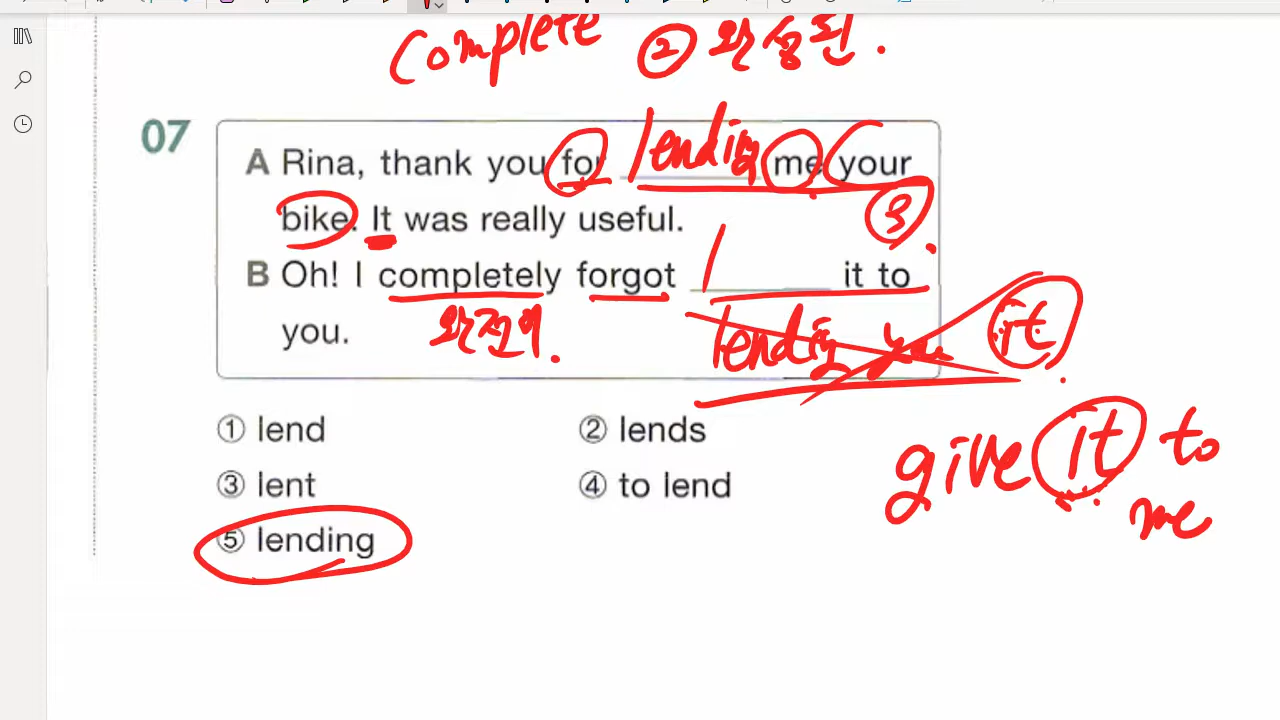 complete ② 완성된.
07
A Rina, thank you for lending me your
③
bike. It was really useful.
B Oh! I completely forgot l it to
you. 완전히. lending you it
① lend ② lends
give it to
me
③ lent ④ to lend
⑤ lending